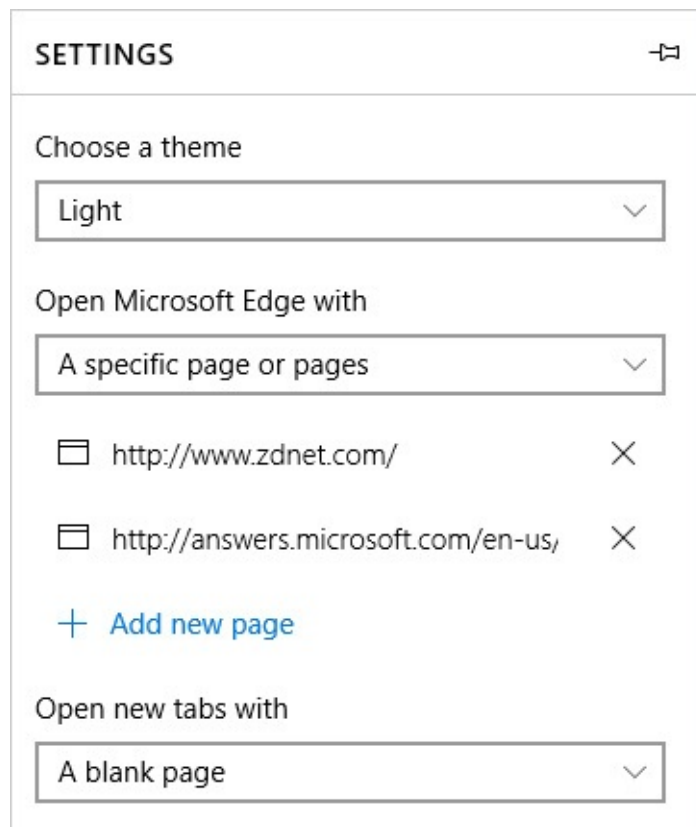 SETTINGS
Choose a theme
Light
Open Microsoft Edge with
A specific page or pages
http://www.zdnet.com/
http://answers.microsoft.com/en-us/
Add new page
Open new tabs with
A blank page